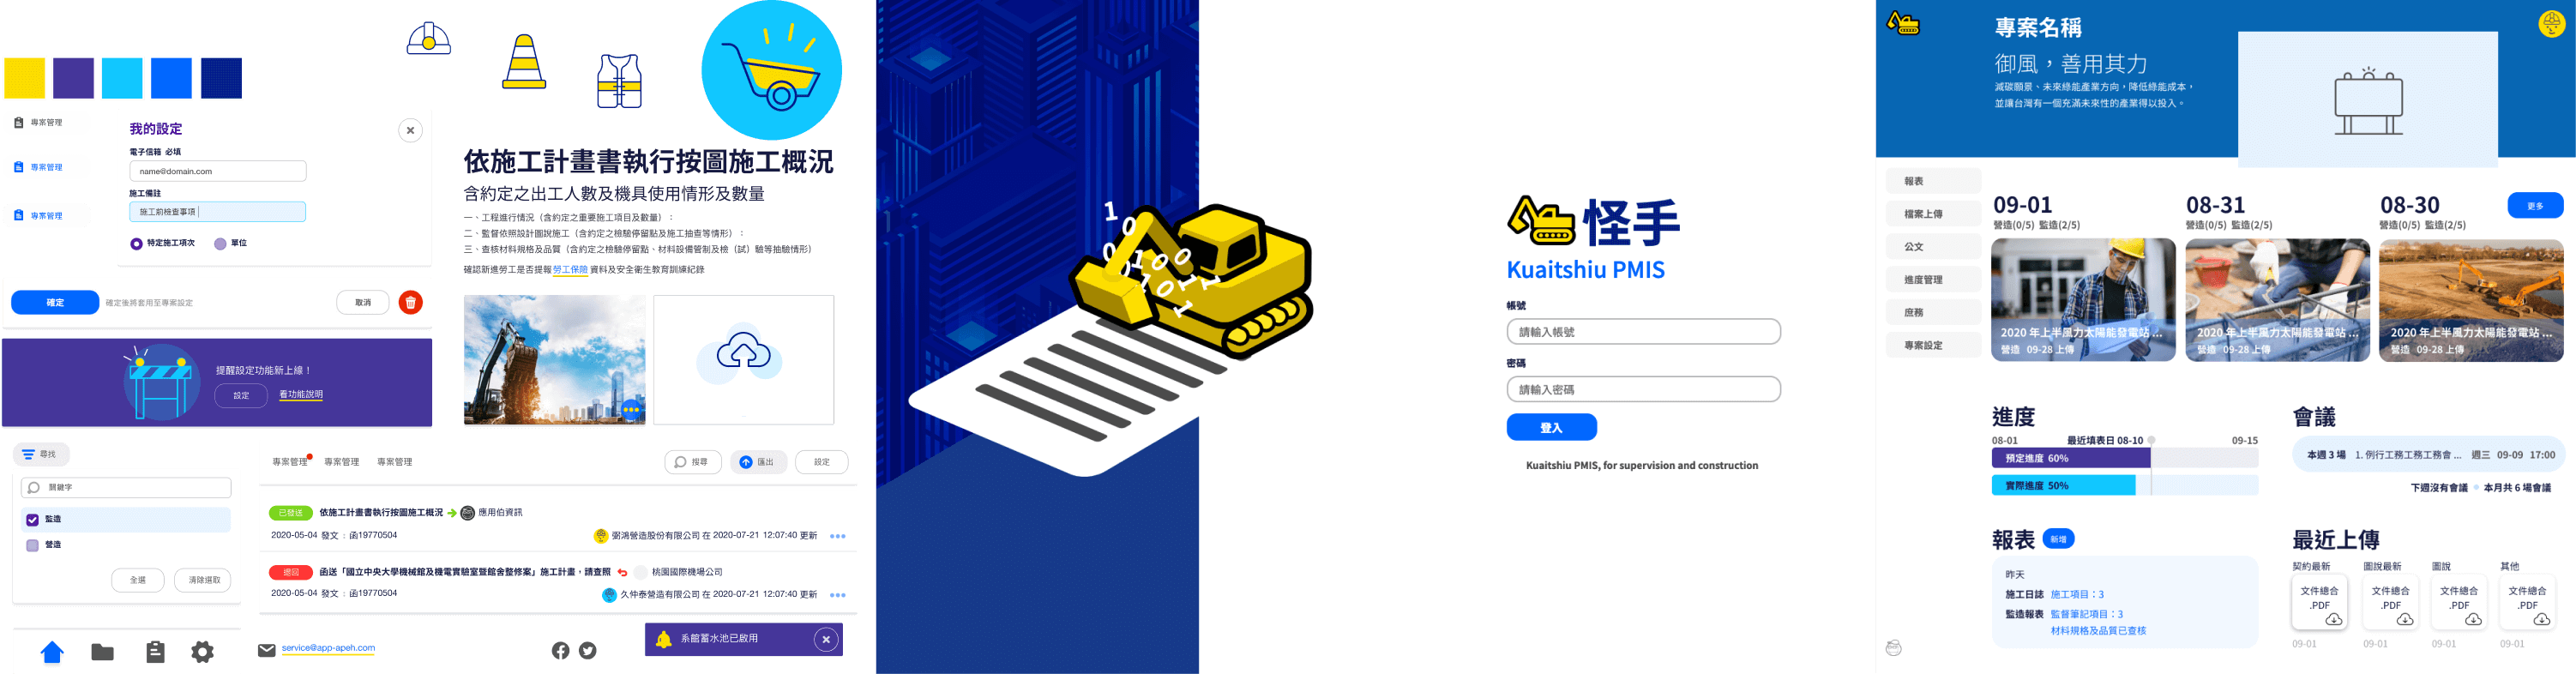 專案管理
專案管理
專案管理
我的設定
電子信箱 必填
name@domain.com
施工備註
施工前檢查事項
特定施工項次
單位
確定
確定後將套用至專案設定
取消
提醒設定功能新上線！
設定
看功能說明
尋找
關鍵字
監造
營造
全選
清除選取
依施工計畫書執行按圖施工概況
含約定之出工人數及機具使用情形及數量
一、工程進行情況（含約定之重要施工項目及數量）：
二、監督依照設計圖說施工（含約定之檢驗停留點及施工抽查等情形）：
三、查核材料規格及品質（含約定之檢驗停留點、材料設備管制及檢（試）驗等抽驗情形）
確認新進勞工是否提報 勞工保險 資料及安全衛生教育訓練紀錄
專案管理 專案管理 專案管理
搜尋
匯出
設定
已發送 依施工計畫書執行按圖施工概況 應用伯資訊
2020-05-04 發文：函19770504
弼鴻營造股份有限公司 在 2020-07-21 12:07:40 更新
退回 函送「國立中央大學機械館及機電實驗室暨館舍整修案」施工計畫，請查照 桃園國際機場公司
2020-05-04 發文：函19770504
久仲泰營造有限公司 在 2020-07-21 12:07:40 更新
service@app-apeh.com
系館蓄水池已啟用
1
0
0
0
1
0
0
1
0
1
1
怪手
Kuaitshiu PMIS
帳號
請輸入帳號
密碼
請輸入密碼
登入
Kuaitshiu PMIS, for supervision and construction
專案名稱
御風，善用其力
減碳願景、未來綠能產業方向，降低綠能成本，
並讓台灣有一個充滿未來性的產業得以投入。
報表
檔案上傳
公文
進度管理
庶務
專案設定
09-01
營造(0/5) 監造(2/5)
08-31
營造(0/5) 監造(2/5)
08-30
營造(0/5) 監造(2/5)
更多
2020 年上半風力太陽能發電站 ...
營造 09-28 上傳
2020 年上半風力太陽能發電站 ...
營造 09-28 上傳
2020 年上半風力太陽能發電站 ...
營造 09-28 上傳
進度
08-01 最近填表日 08-10 09-15
預定進度 60%
實際進度 50%
會議
本週 3 場 1. 例行工務工務工務會 ... 週三 09-09 17:00
下週沒有會議 本月共 6 場會議
報表 新增
昨天
施工日誌 施工項目：3
監造報表 監督筆記項目：3
材料規格及品質已查核
最近上傳
契約最新 圖說最新 圖說 其他
文件總合 文件總合 文件總合 文件總合
.PDF .PDF .PDF .PDF
09-01 09-01 09-01 09-01